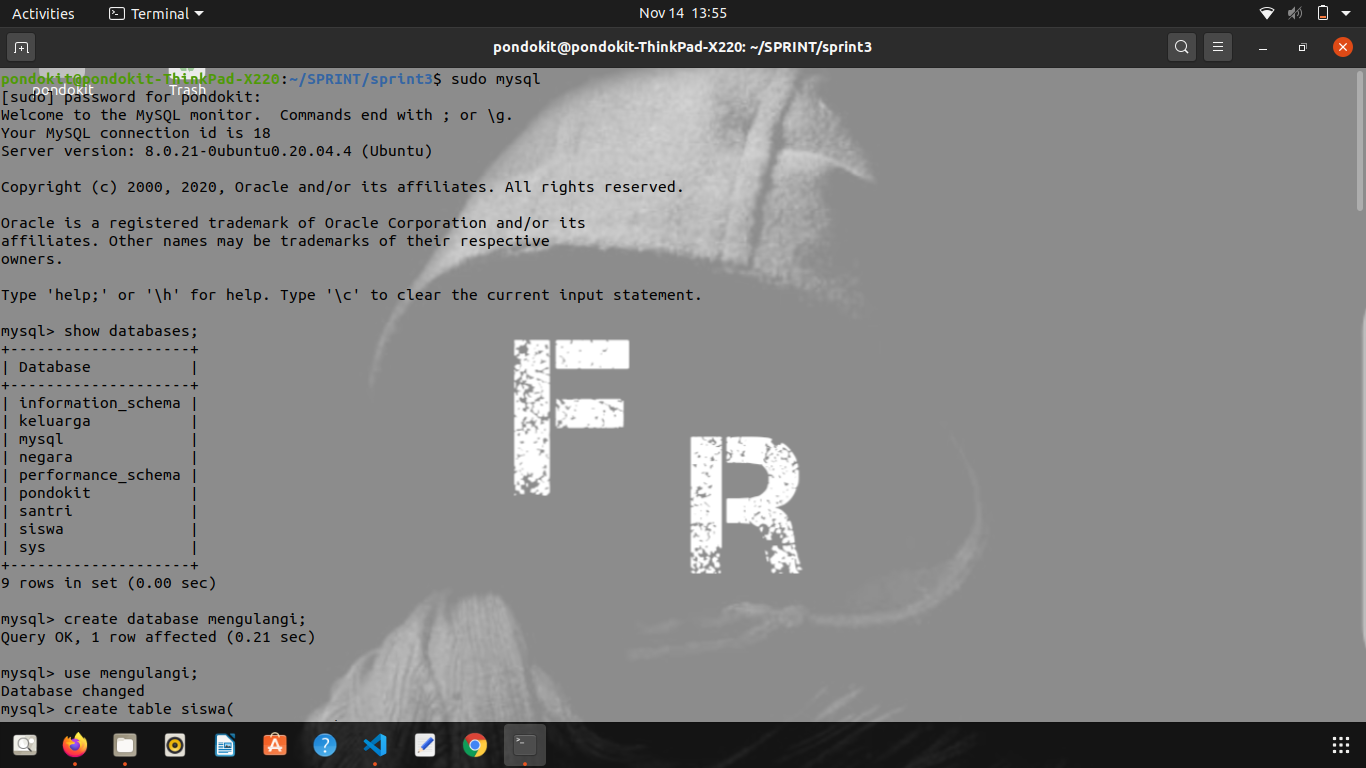 Activities Terminal Nov 14 13:55
pondokit@pondokit-ThinkPad-X220: ~/SPRINT/sprint3
pondokit@pondokit-ThinkPad-X220:~/SPRINT/sprint3$ sudo mysql
pondokit Trash
[sudo] password for pondokit:
Welcome to the MySQL monitor.  Commands end with ; or \g.
Your MySQL connection id is 18
Server version: 8.0.21-0ubuntu0.20.04.4 (Ubuntu)
Copyright (c) 2000, 2020, Oracle and/or its affiliates. All rights reserved.
Oracle is a registered trademark of Oracle Corporation and/or its
affiliates. Other names may be trademarks of their respective
owners.
Type 'help;' or '\h' for help. Type '\c' to clear the current input statement.
mysql> show databases;
+--------------------+
| Database           |
+--------------------+
| information_schema |
| keluarga           |
| mysql              |
| negara             |
| performance_schema |
| pondokit           |
| santri             |
| siswa              |
| sys                |
+--------------------+
9 rows in set (0.00 sec)
mysql> create database mengulangi;
Query OK, 1 row affected (0.21 sec)
mysql> use mengulangi;
Database changed
mysql> create table siswa(
F
R